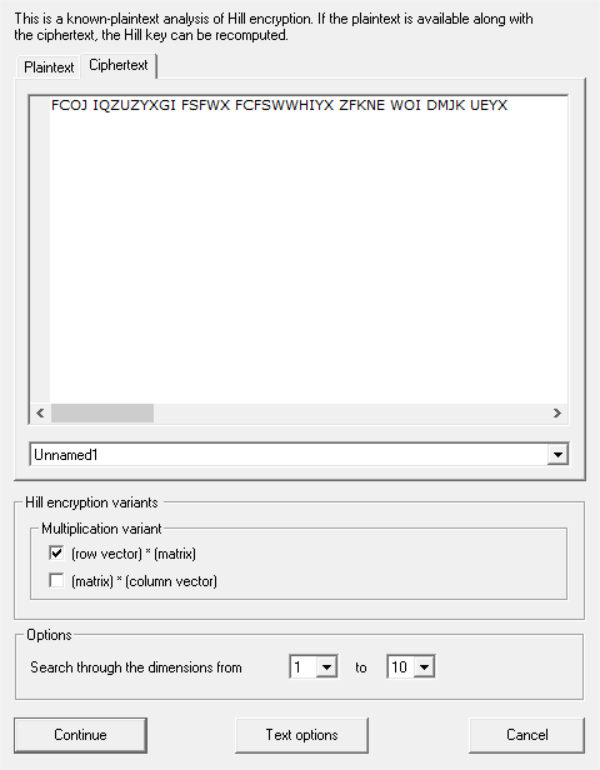 This is a known-plaintext analysis of Hill encryption. If the plaintext is available along with
the ciphertext, the Hill key can be recomputed.
Plaintext Ciphertext
FCOJ IQZUZYXGI FSFWX FCFSWWHIYX ZFKNE WOI DMJK UEYX
Unnamed1
Hill encryption variants
Multiplication variant
(row vector) * (matrix)
(matrix) * (column vector)
Options
Search through the dimensions from 1 to 10
Continue Text options Cancel